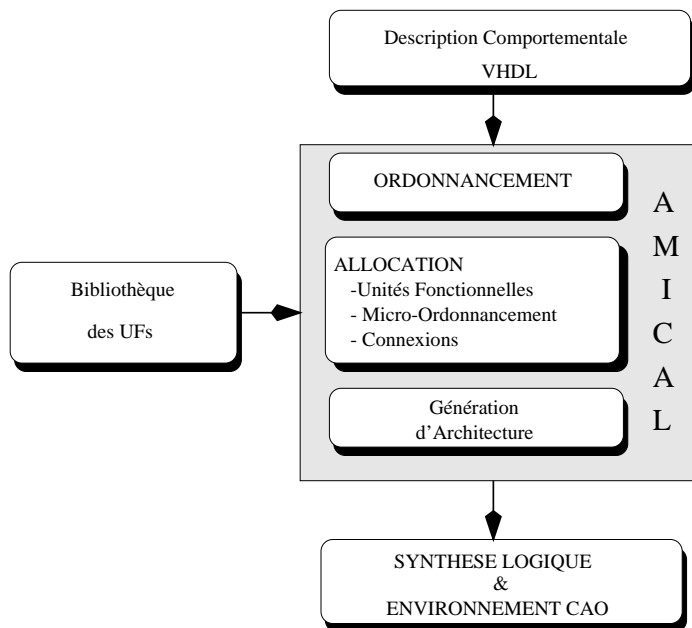 Description Comportementale
VHDL
ORDONNANCEMENT
ALLOCATION
-Unités Fonctionnelles
- Micro-Ordonnancement
- Connexions
Génération
d'Architecture
A
M
I
C
A
L
Bibliothèque
des UFs
SYNTHESE LOGIQUE
&
ENVIRONNEMENT CAO